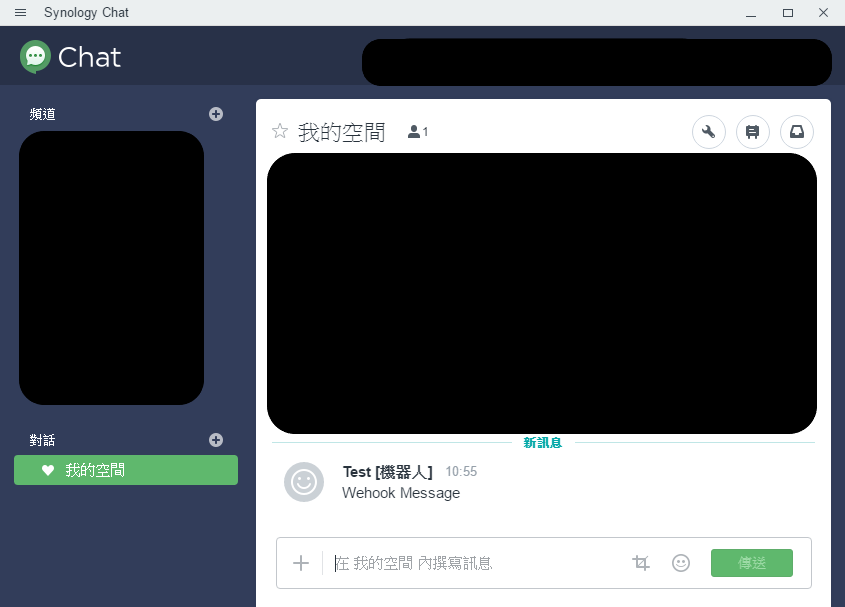 Synology Chat
Chat
頻道
我的空間 1
新訊息
Test [機器人] 10:55
Wehook Message
對話
我的空間
在 我的空間 內撰寫訊息
傳送